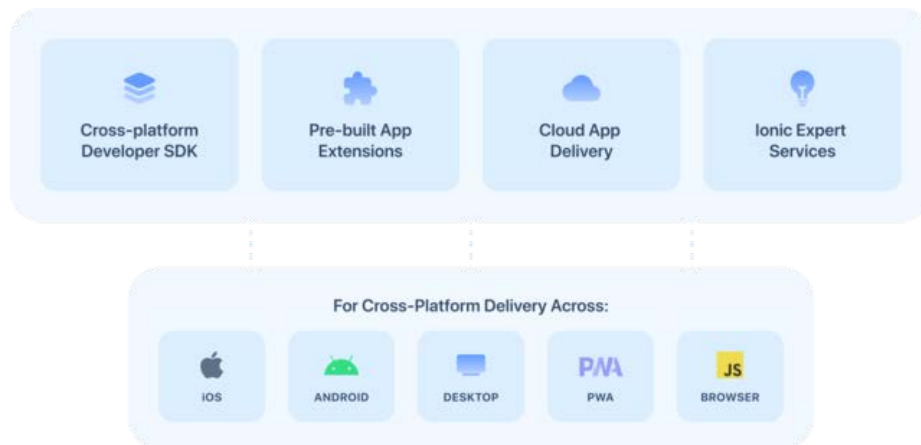 Cross-platform
Developer SDK
Pre-built App
Extensions
Cloud App
Delivery
Ionic Expert
Services
For Cross-Platform Delivery Across:
iOS
ANDROID
DESKTOP
PWA
PWA
JS
BROWSER